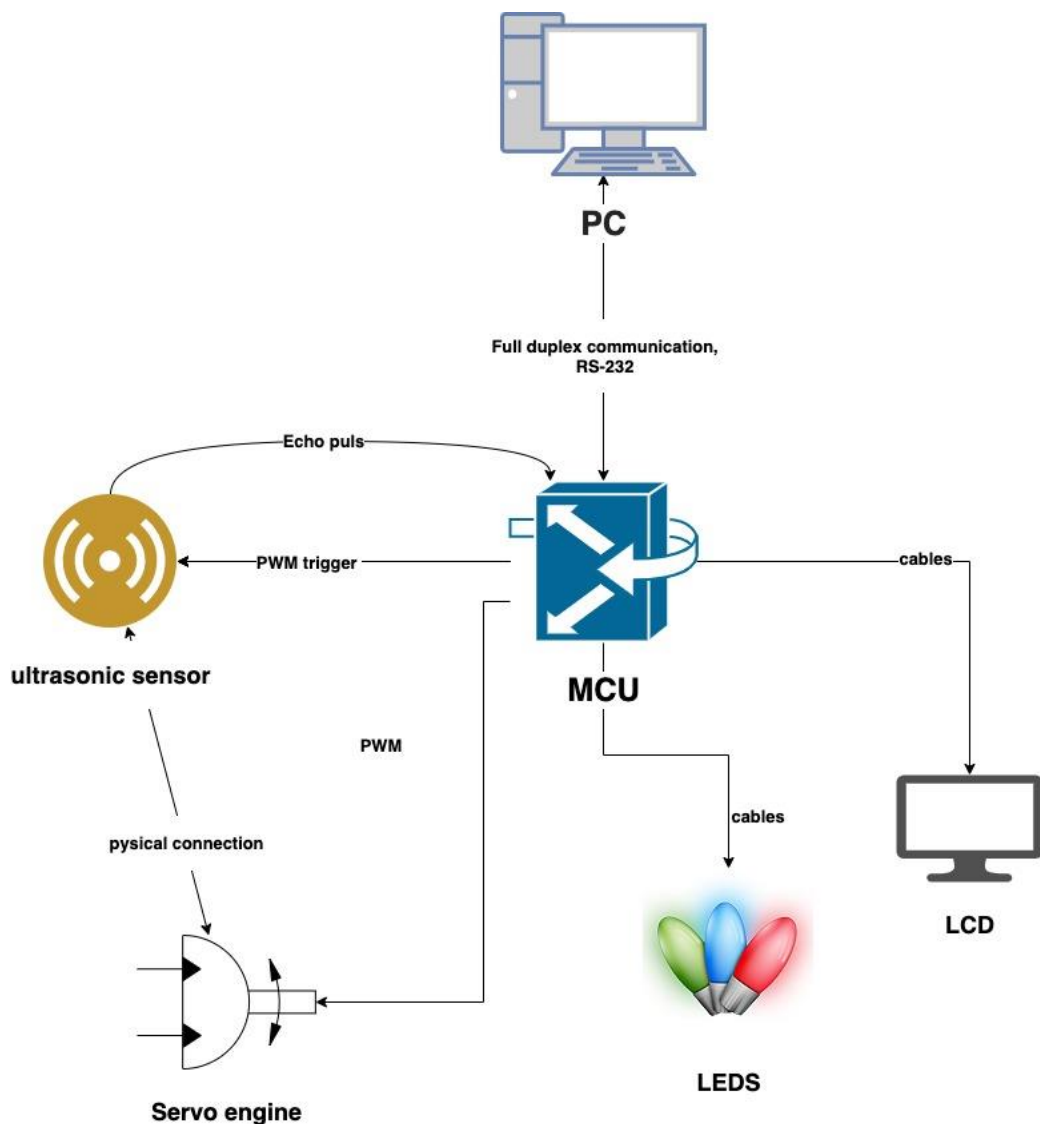 PC
Full duplex communication,
RS-232
Echo puls
PWM trigger
cables
ultrasonic sensor
MCU
PWM
cables
pysical connection
LCD
LEDS
Servo engine